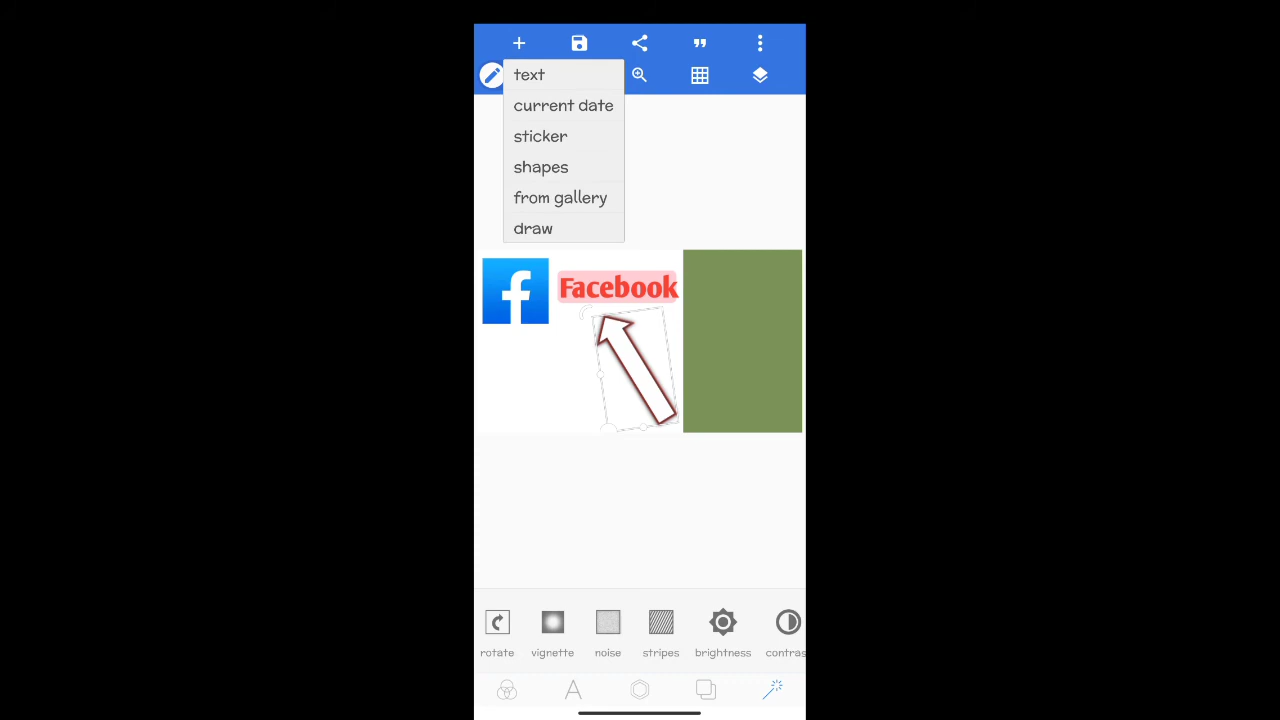 text
current date
sticker
shapes
from gallery
draw
Facebook
rotate
vignette
noise
stripes
brightness
contras